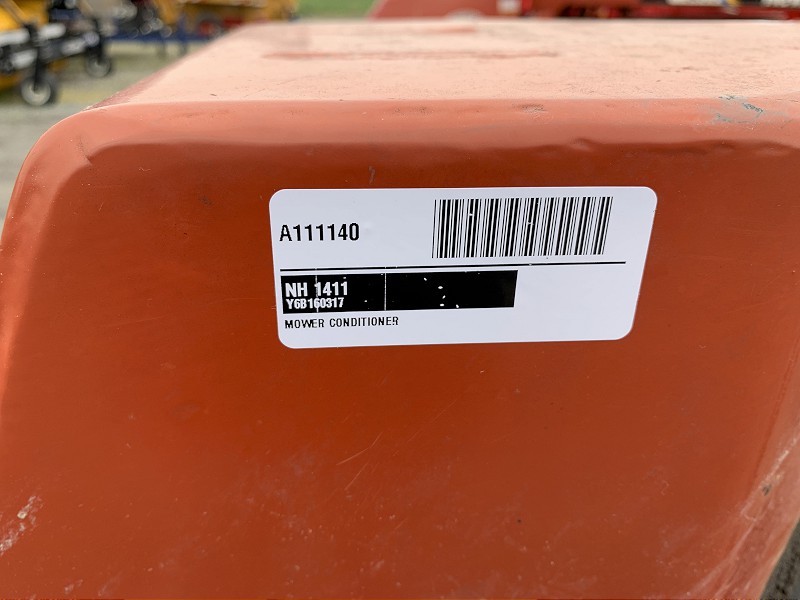 A111140
NH 1411
Y6B160317
MOWER CONDITIONER